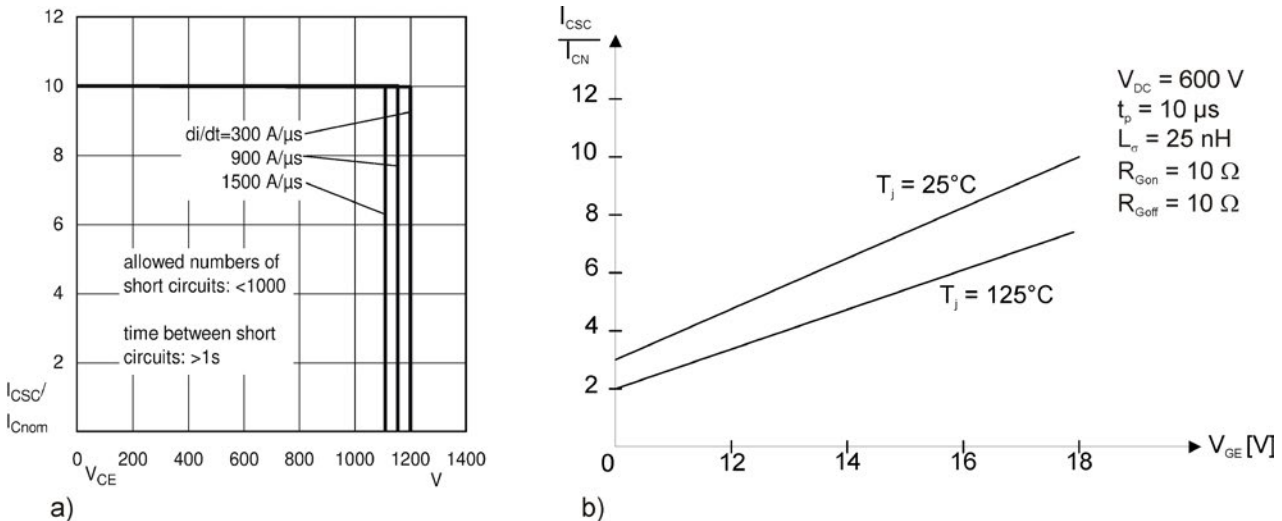 12
10
8
6
4
2
I_CSC/
I_Cnom
di/dt=300 A/µs
900 A/µs
1500 A/µs
allowed numbers of
short circuits: <1000
time between short
circuits: >1s
0 200 400 600 800 1000 1200 1400
V_CE
V
a)
I_CSC
T_CN
12
10
8
6
4
2
T_j = 25°C
T_j = 125°C
V_DC = 600 V
t_p = 10 µs
L_σ = 25 nH
R_Gon = 10 Ω
R_Goff = 10 Ω
0 12 14 16 18
V_GE [V]
b)